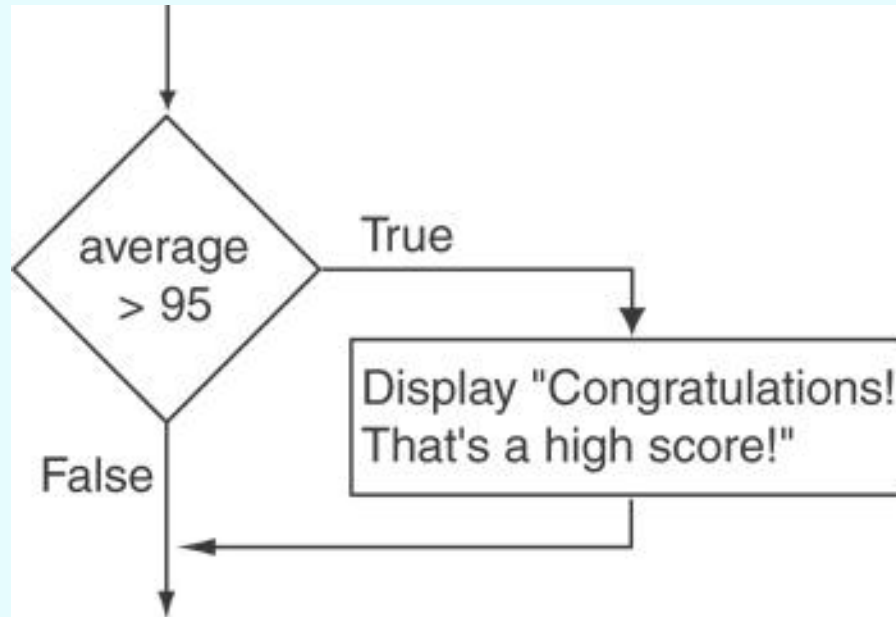 average
> 95
True
Display "Congratulations!
That's a high score!"
False